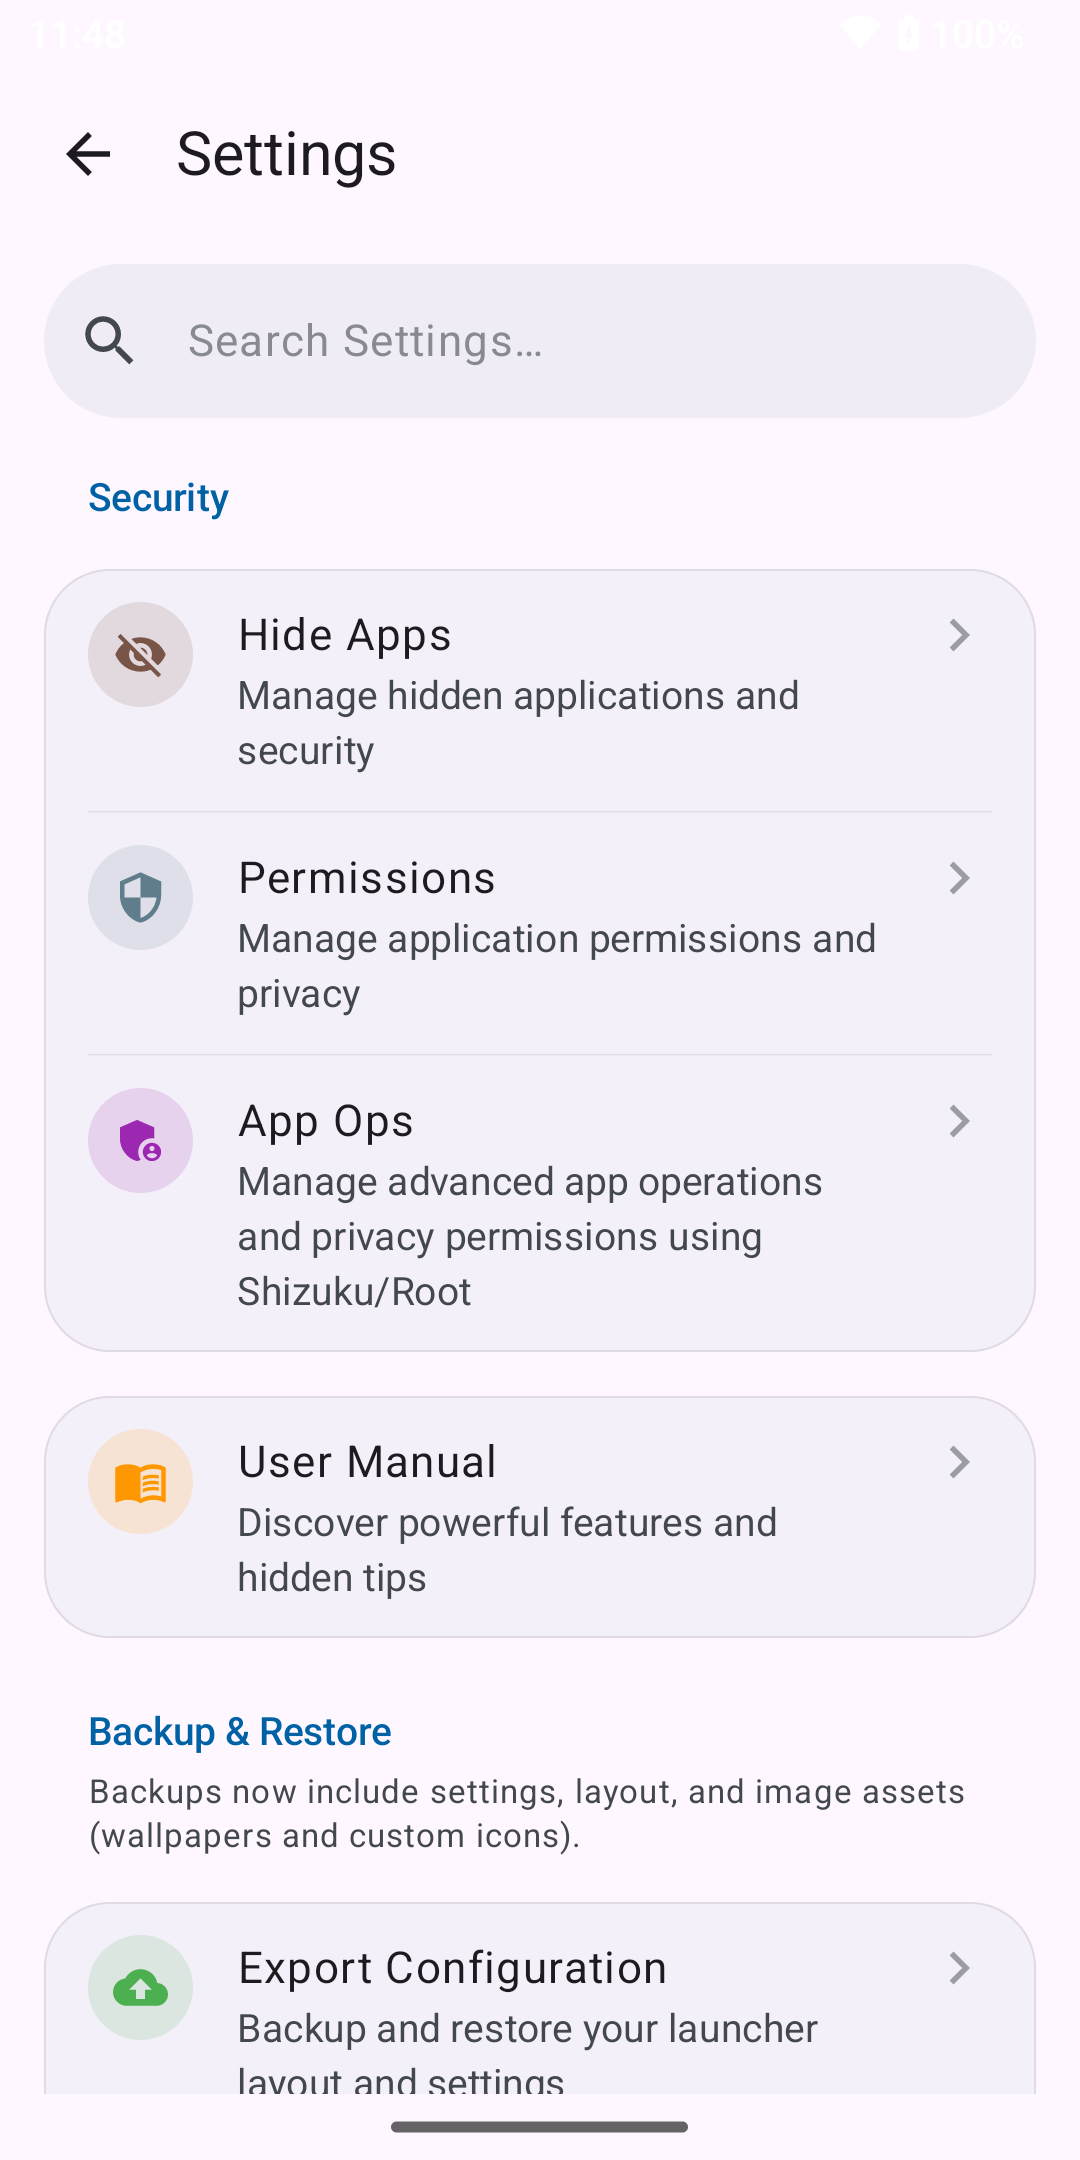 11:48
100%
Settings
Search Settings...
Security
Hide Apps
Manage hidden applications and
security
Permissions
Manage application permissions and
privacy
App Ops
Manage advanced app operations
and privacy permissions using
Shizuku/Root
User Manual
Discover powerful features and
hidden tips
Backup & Restore
Backups now include settings, layout, and image assets
(wallpapers and custom icons).
Export Configuration
Backup and restore your launcher
layout and settings